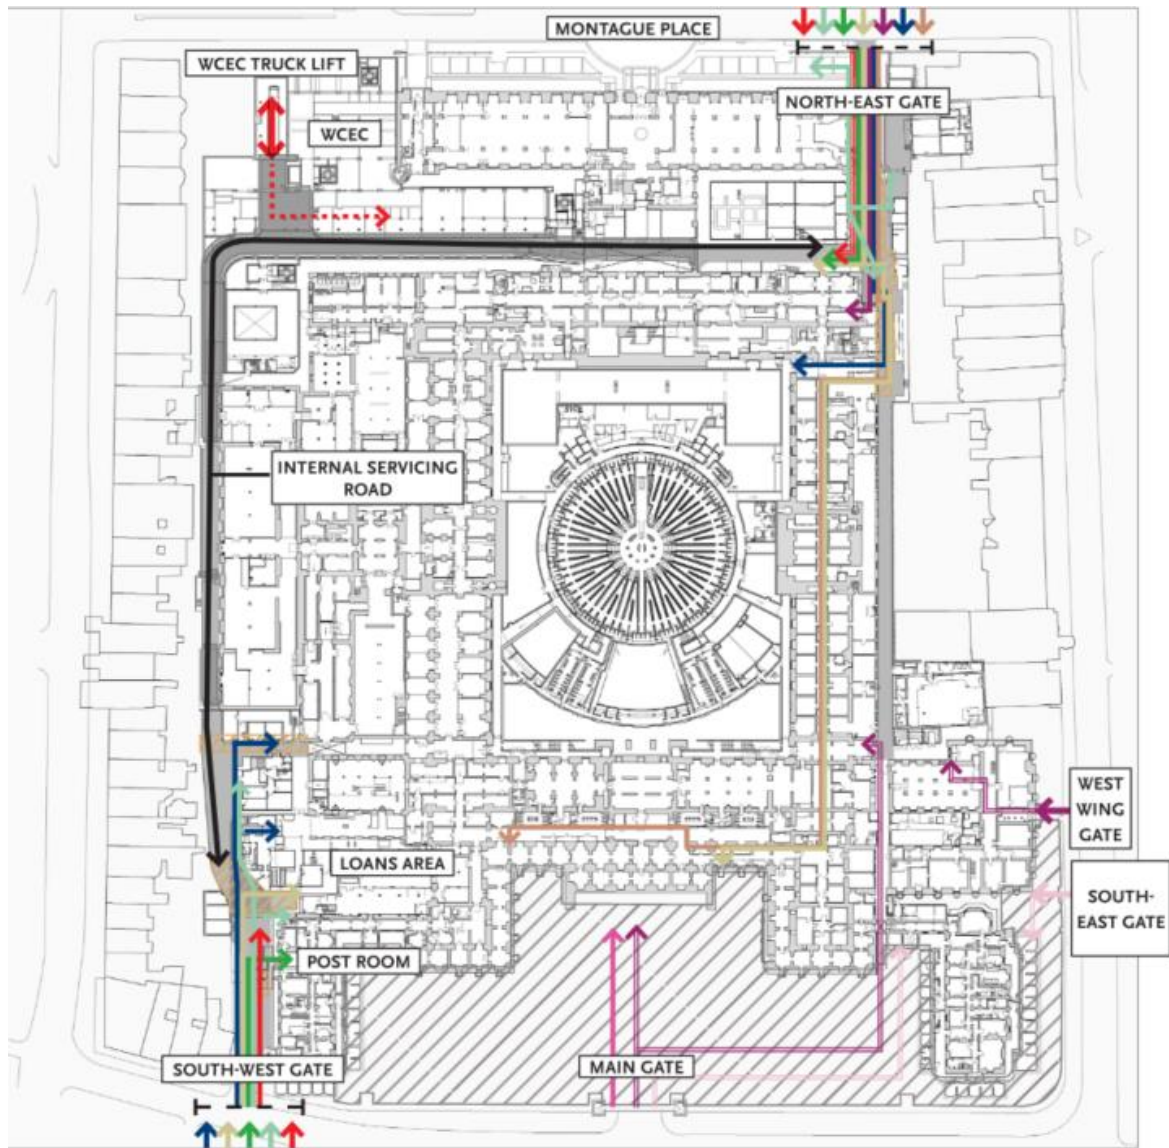 MONTAGUE PLACE
WCEC TRUCK LIFT
NORTH-EAST GATE
WCEC
INTERNAL SERVICING
ROAD
WEST
WING
GATE
LOANS AREA
SOUTH-
EAST GATE
POST ROOM
SOUTH-WEST GATE
MAIN GATE